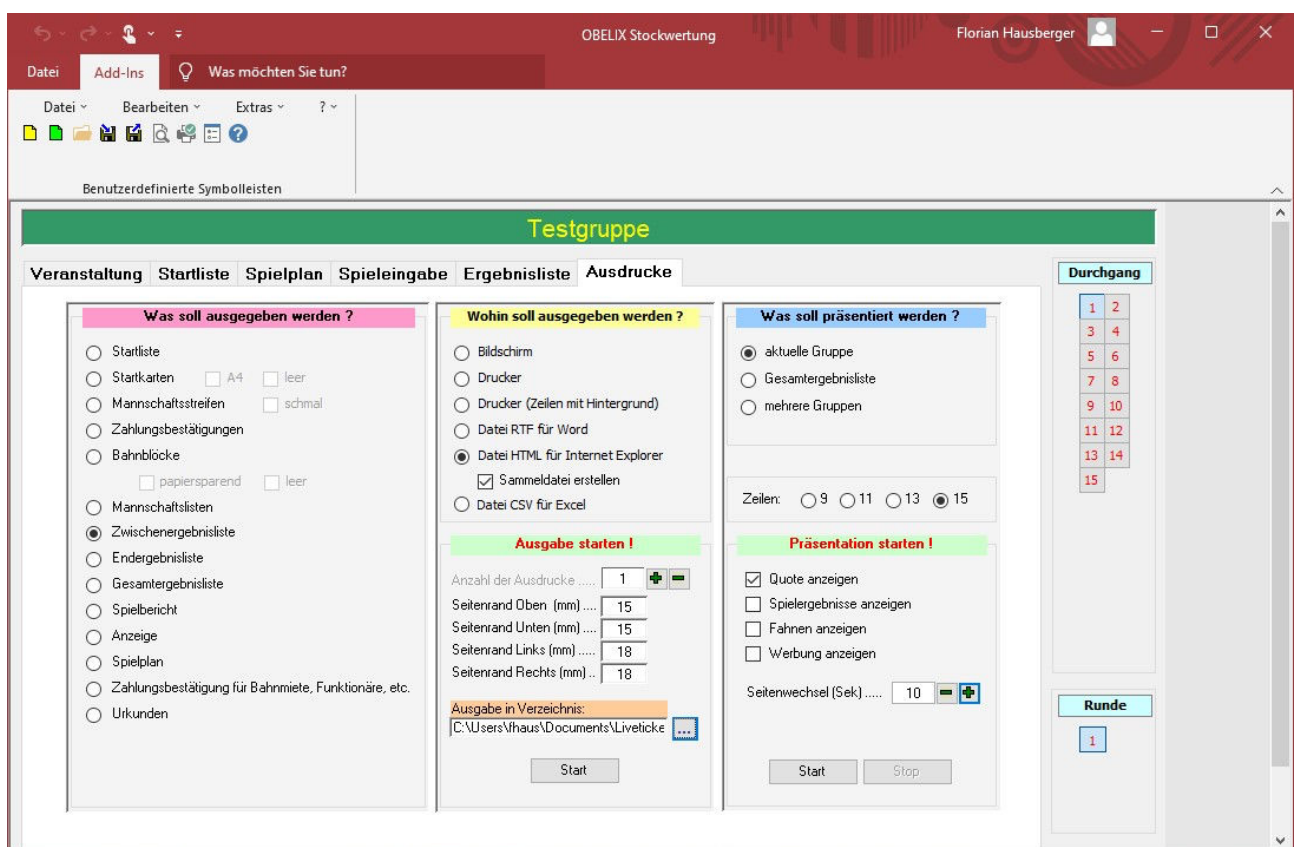 OBELIX Stockwertung
Florian Hausberger
Datei Add-Ins Was möchten Sie tun?
Datei Bearbeiten Extras ?
Benutzerdefinierte Symbolleisten
Testgruppe
Veranstaltung Startliste Spielplan Spieleingabe Ergebnisliste Ausdrucke
Was soll ausgegeben werden ?
Startliste
Startkarten A4 leer
Mannschaftsstreifen schmal
Zahlungsbestätigungen
Bahnblöcke
papiersparend leer
Mannschaftslisten
Zwischenergebnisliste
Endergebnisliste
Gesamtergebnisliste
Spielbericht
Anzeige
Spielplan
Zahlungsbestätigung für Bahnmiete, Funktionäre, etc.
Urkunden
Wohin soll ausgegeben werden ?
Bildschirm
Drucker
Drucker (Zeilen mit Hintergrund)
Datei RTF für Word
Datei HTML für Internet Explorer
Sammeldatei erstellen
Datei CSV für Excel
Ausgabe starten !
Anzahl der Ausdrucke ..... 1
Seitenrand Oben (mm) .... 15
Seitenrand Unten (mm) .... 15
Seitenrand Links (mm) ..... 18
Seitenrand Rechts (mm) .. 18
Ausgabe in Verzeichnis:
C:\Users\fhaus\Documents\Liveticke ...
Start
Was soll präsentiert werden ?
aktuelle Gruppe
Gesamtergebnisliste
mehrere Gruppen
Zeilen: 9 11 13 15
Präsentation starten !
Quote anzeigen
Spielergebnisse anzeigen
Fahnen anzeigen
Werbung anzeigen
Seitenwechsel (Sek) ..... 10
Start Stop
Durchgang
1 2
3 4
5 6
7 8
9 10
11 12
13 14
15
Runde
1